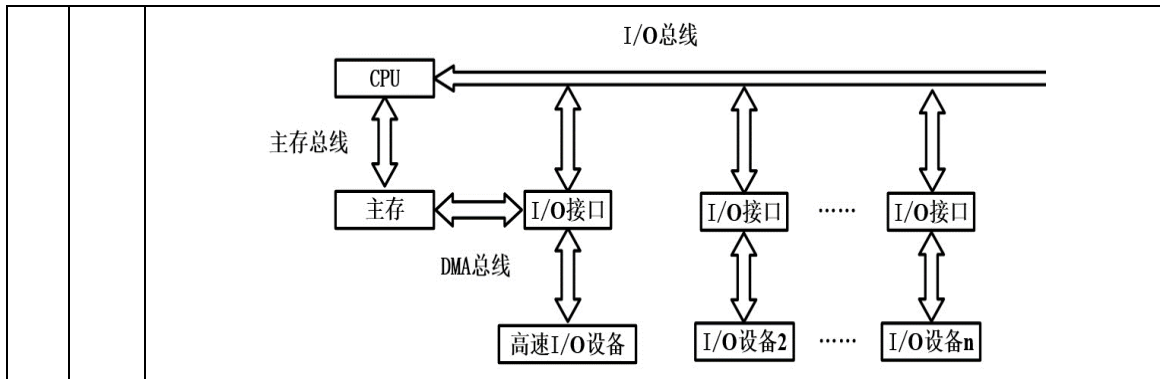 I/O总线
CPU
主存总线
主存
I/O接口
I/O接口
……
I/O接口
DMA总线
高速I/O设备
I/O设备2
……
I/O设备n